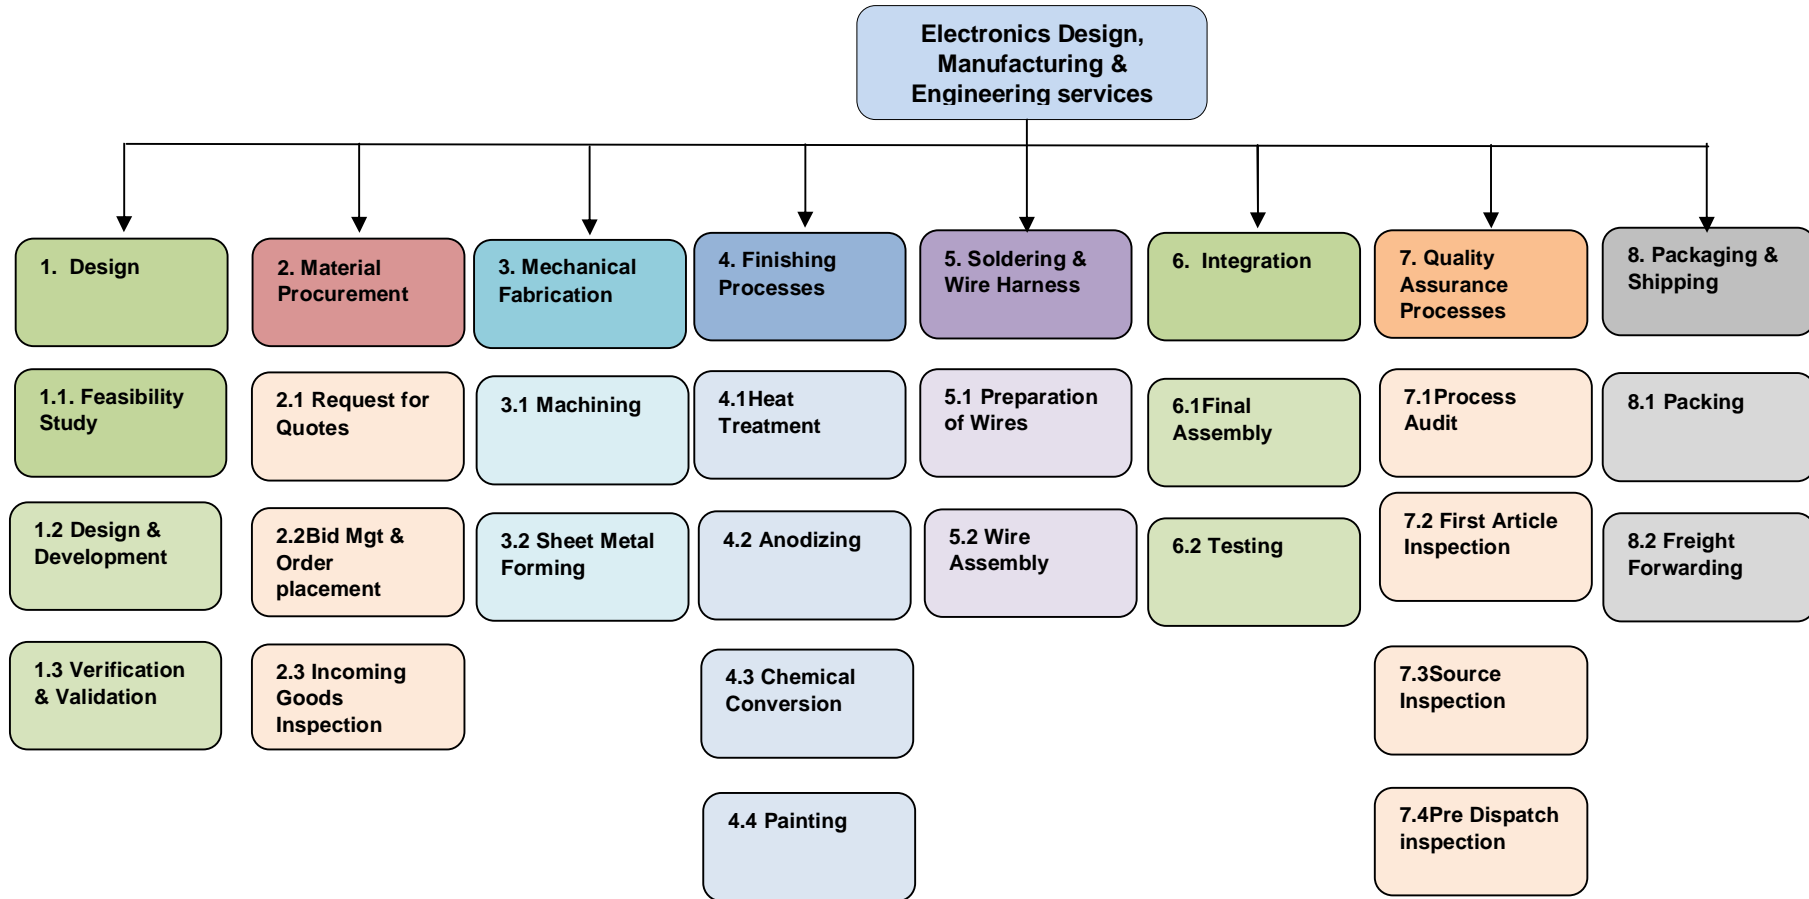 Electronics Design,
Manufacturing &
Engineering services
1. Design
2. Material
Procurement
3. Mechanical
Fabrication
4. Finishing
Processes
5. Soldering &
Wire Harness
6. Integration
7. Quality
Assurance
Processes
8. Packaging &
Shipping
1.1. Feasibility
Study
2.1 Request for
Quotes
3.1 Machining
4.1Heat
Treatment
5.1 Preparation
of Wires
6.1Final
Assembly
7.1Process
Audit
8.1 Packing
1.2 Design &
Development
2.2Bid Mgt &
Order
placement
3.2 Sheet Metal
Forming
4.2 Anodizing
5.2 Wire
Assembly
6.2 Testing
7.2 First Article
Inspection
8.2 Freight
Forwarding
1.3 Verification
& Validation
2.3 Incoming
Goods
Inspection
4.3 Chemical
Conversion
7.3Source
Inspection
4.4 Painting
7.4Pre Dispatch
inspection